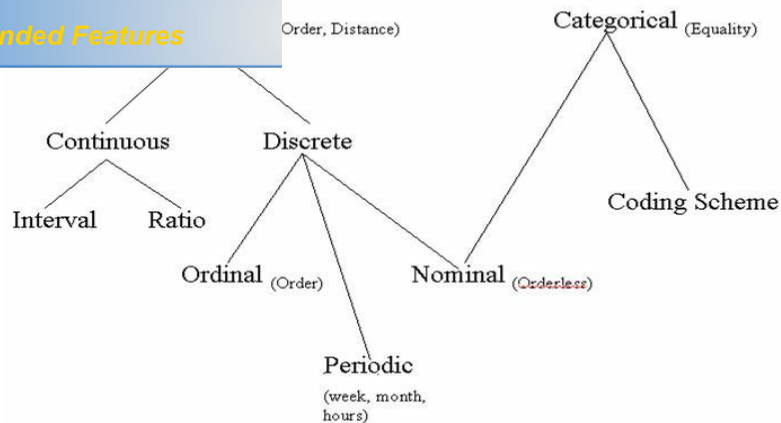 Features
Order, Distance)
Categorical (Equality)
Continuous
Discrete
Interval
Ratio
Coding Scheme
Ordinal (Order)
Nominal (Orderless)
Periodic
(week, month,
hours)